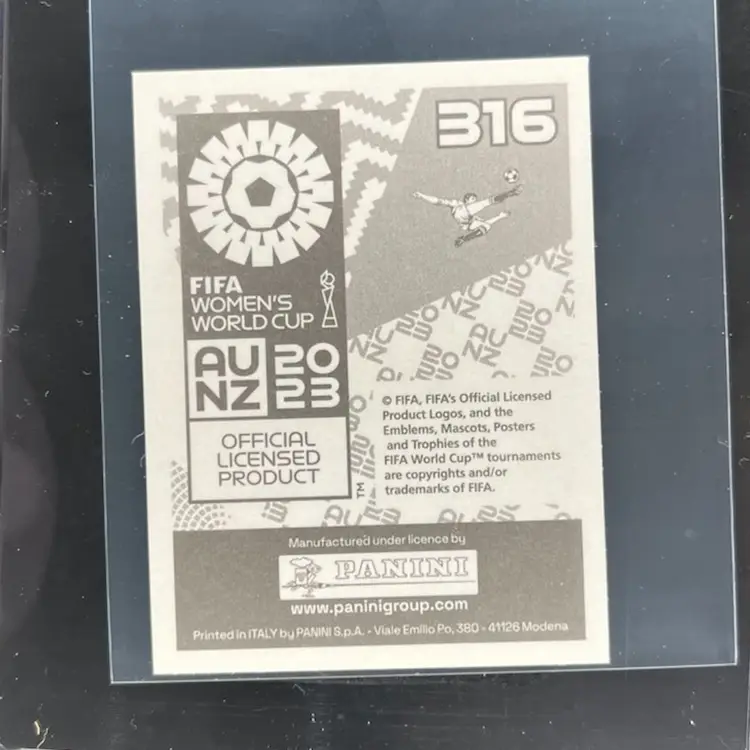 316
FIFA
WOMEN'S
WORLD CUP
AU 20
NZ 23
OFFICIAL
LICENSED
PRODUCT
TM
© FIFA, FIFA's Official Licensed
Product Logos, and the
Emblems, Mascots, Posters
and Trophies of the
FIFA World Cup™ tournaments
are copyrights and/or
trademarks of FIFA.
Manufactured under licence by
PANINI
www.paninigroup.com
Printed in ITALY by PANINI S.p.A. - Viale Emilio Po, 380 - 41126 Modena